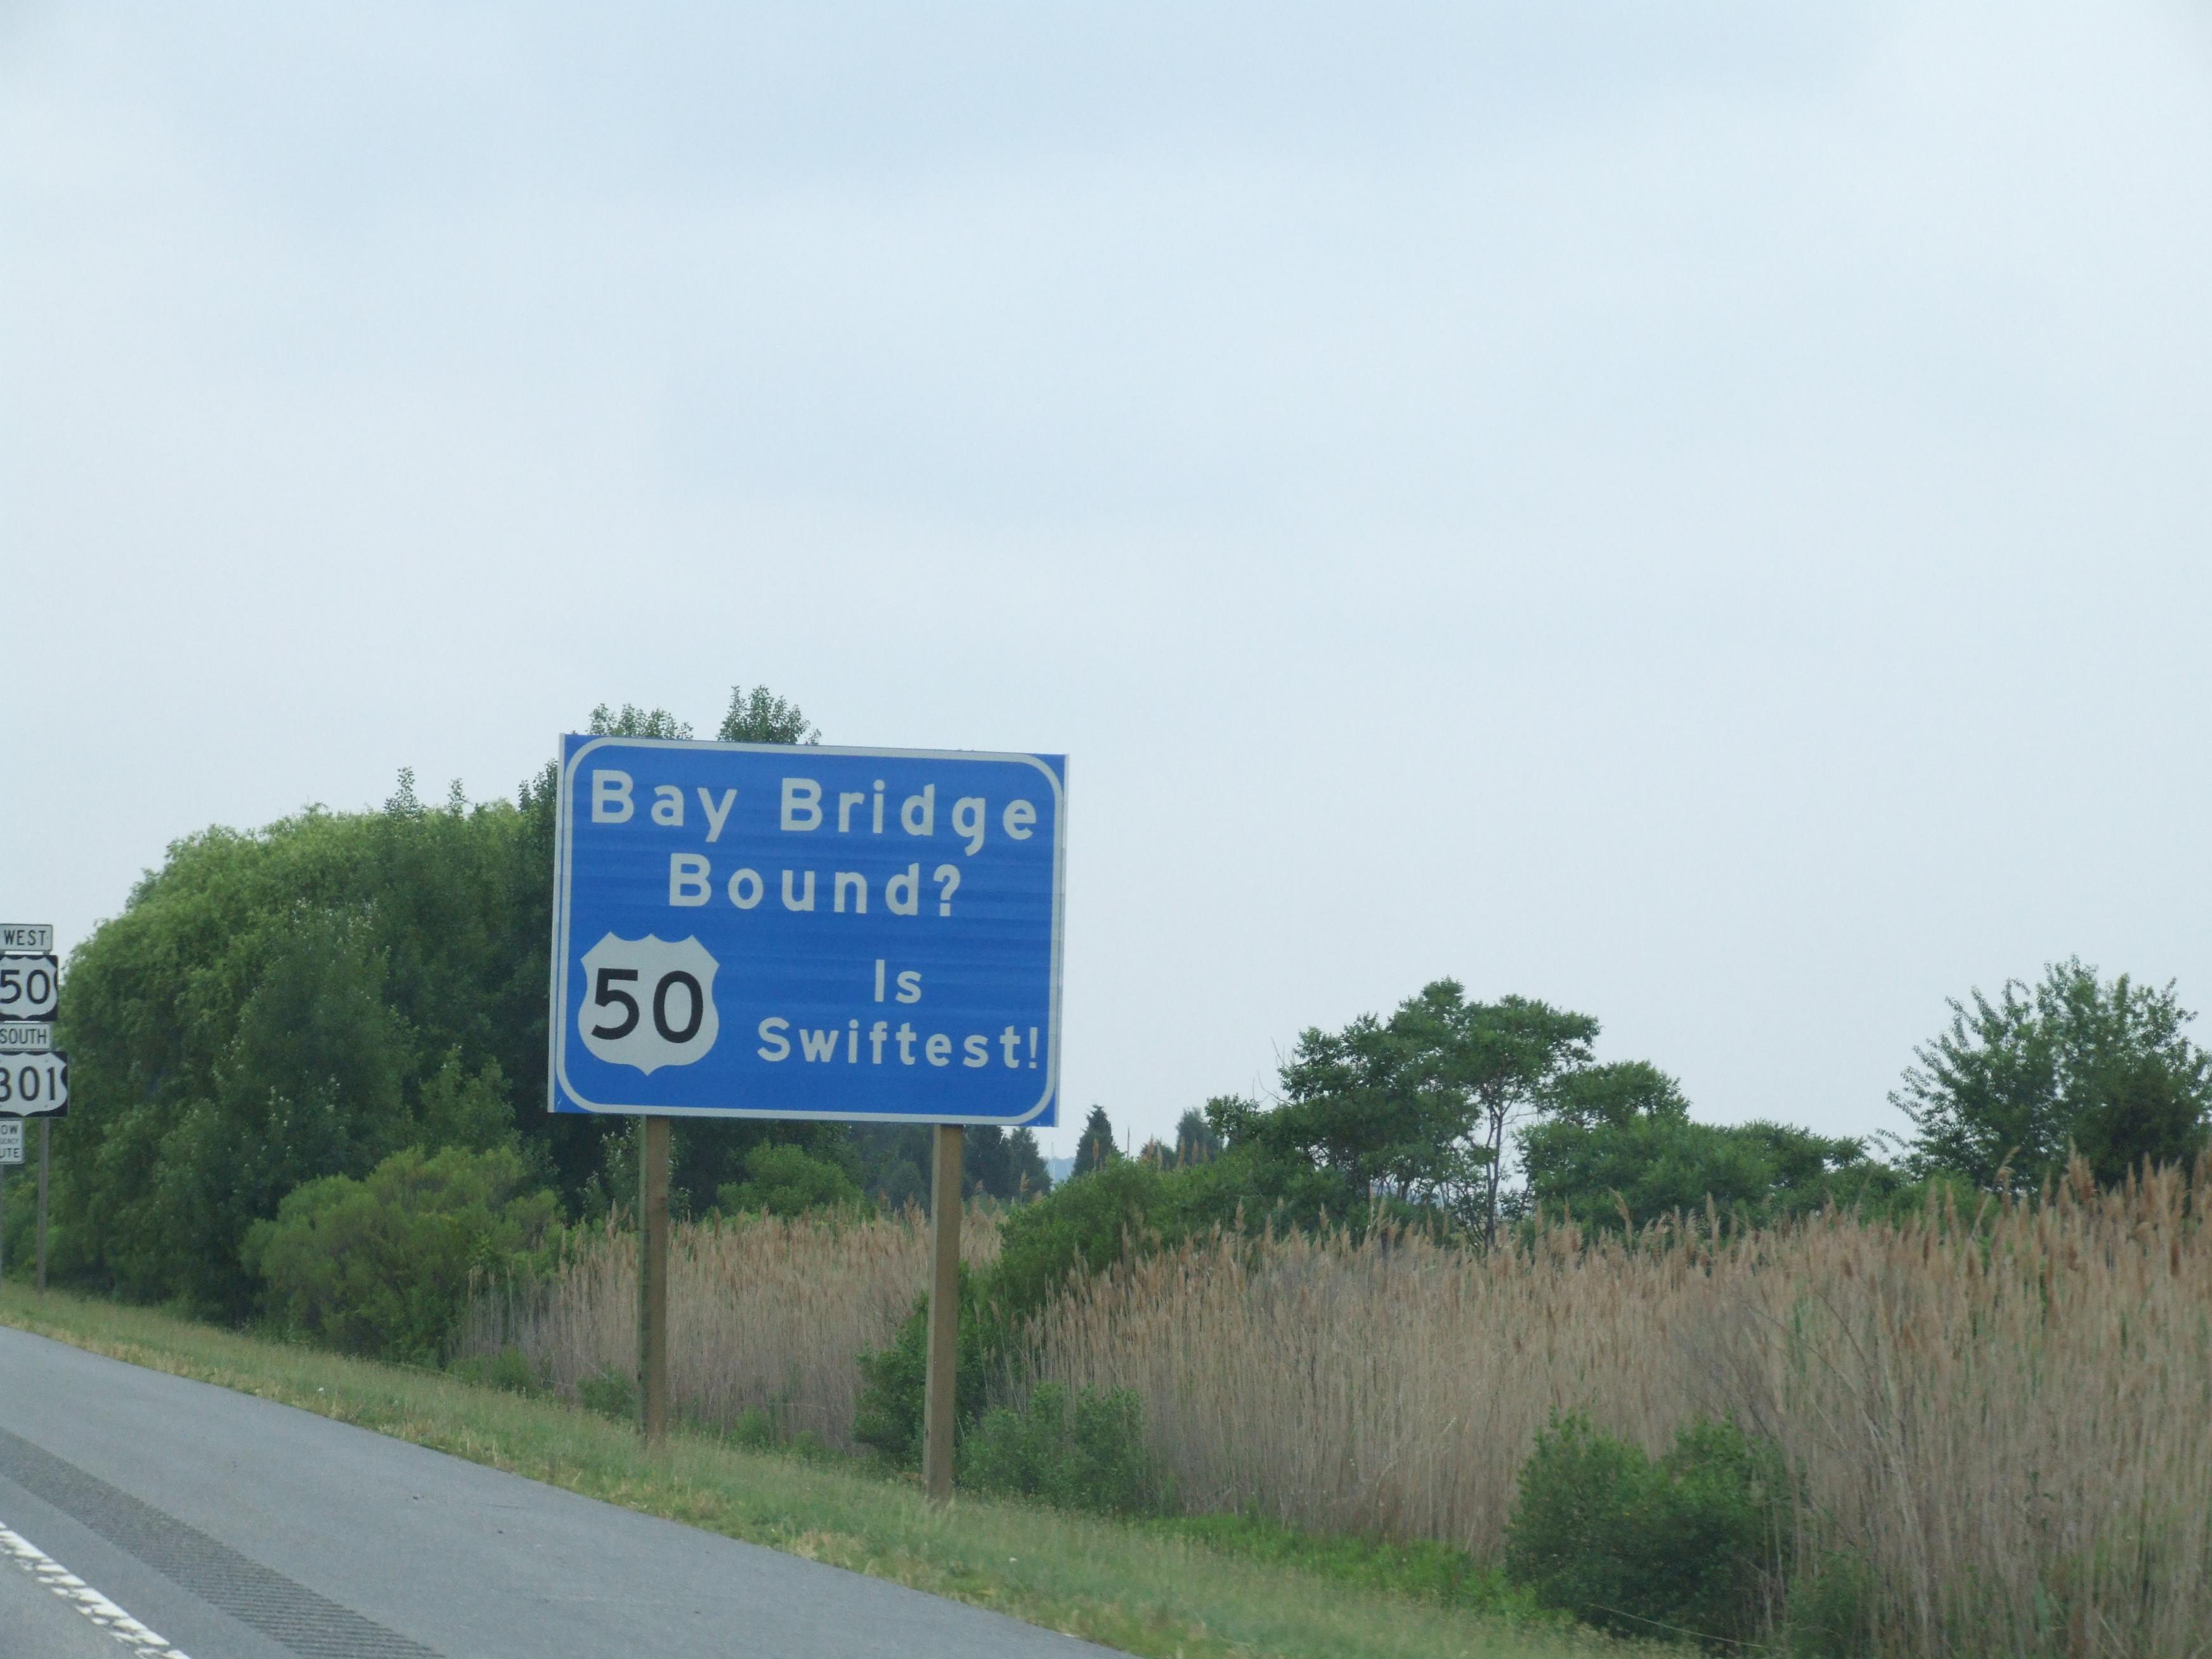 WEST
50
SOUTH
301
Bay Bridge
Bound?
50
Is
Swiftest!